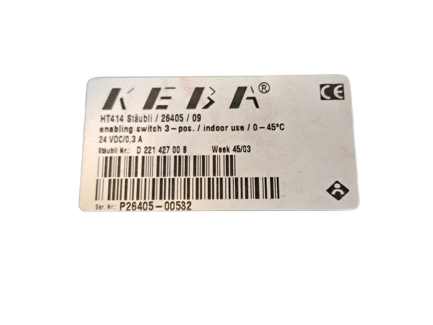 KEBA®
HT414 Stäubli / 26405 / 09
enabling switch 3-pos. / indoor use / 0-45°C
24 VDC/0,3 A
Stäubli Nr.: D 221 427 00 B Week 45/03
Ser. Nr.: P26405-00532
CE